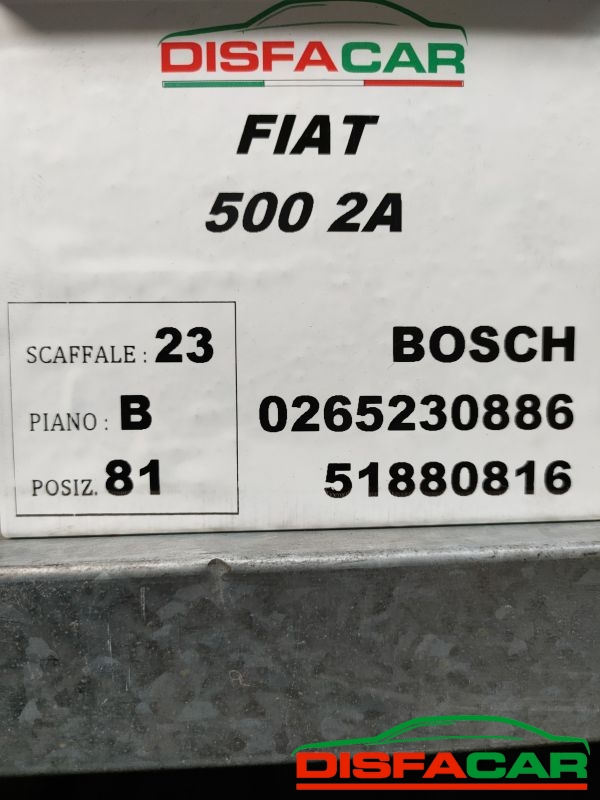 DISFACAR
FIAT
500 2A
SCAFFALE : 23
PIANO : B
POSIZ. 81
BOSCH
0265230886
51880816
DISFACAR